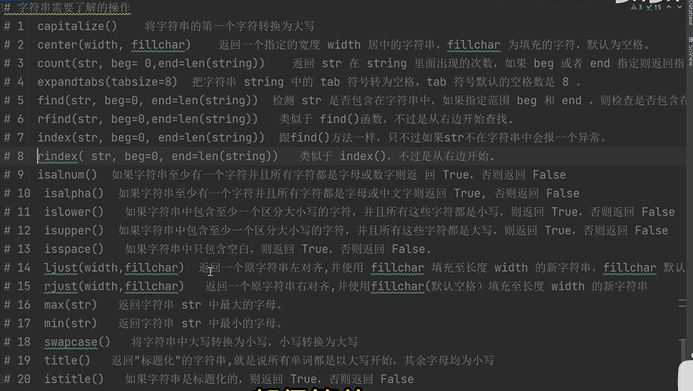 # 字符串需要了解的操作
# 1 capitalize() 将字符串的第一个字符转换为大写
# 2 center(width, fillchar) 返回一个指定的宽度 width 居中的字符串，fillchar 为填充的字符，默认为空格。
# 3 count(str, beg= 0,end=len(string)) 返回 str 在 string 里面出现的次数，如果 beg 或者 end 指定则返回指
# 4 expandtabs(tabsize=8) 把字符串 string 中的 tab 符号转为空格，tab 符号默认的空格数是 8 。
# 5 find(str, beg=0, end=len(string)) 检测 str 是否包含在字符串中，如果指定范围 beg 和 end ，则检查是否包含在
# 6 rfind(str, beg=0,end=len(string)) 类似于 find()函数，不过是从右边开始查找.
# 7 index(str, beg=0, end=len(string)) 跟find()方法一样，只不过如果str不在字符串中会报一个异常。
# 8 rindex( str, beg=0, end=len(string)) 类似于 index()，不过是从右边开始.
# 9 isalnum() 如果字符串至少有一个字符并且所有字符都是字母或数字则返 回 True，否则返回 False
# 10 isalpha() 如果字符串至少有一个字符并且所有字符都是字母或中文字则返回 True, 否则返回 False
# 11 islower() 如果字符串中包含至少一个区分大小写的字符，并且所有这些字符都是小写，则返回 True，否则返回 False
# 12 isupper() 如果字符串中包含至少一个区分大小写的字符，并且所有这些字符都是大写，则返回 True，否则返回 False
# 13 isspace() 如果字符串中只包含空白，则返回 True，否则返回 False.
# 14 ljust(width,fillchar) 返回一个原字符串左对齐,并使用 fillchar 填充至长度 width 的新字符串，fillchar 默认
# 15 rjust(width,fillchar) 返回一个原字符串右对齐,并使用fillchar(默认空格）填充至长度 width 的新字符串
# 16 max(str) 返回字符串 str 中最大的字母。
# 17 min(str) 返回字符串 str 中最小的字母。
# 18 swapcase() 将字符串中大写转换为小写，小写转换为大写
# 19 title() 返回"标题化"的字符串,就是说所有单词都是以大写开始，其余字母均为小写
# 20 istitle() 如果字符串是标题化的，则返回 True，否则返回 False